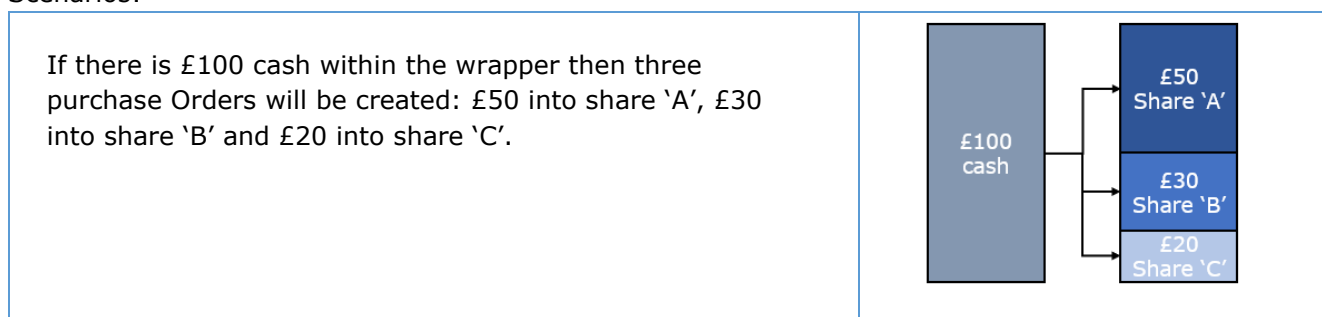 If there is £100 cash within the wrapper then three
purchase Orders will be created: £50 into share ‘A’, £30
into share ‘B’ and £20 into share ‘C’.
£100
cash
£50
Share ‘A’
£30
Share ‘B’
£20
Share ‘C’